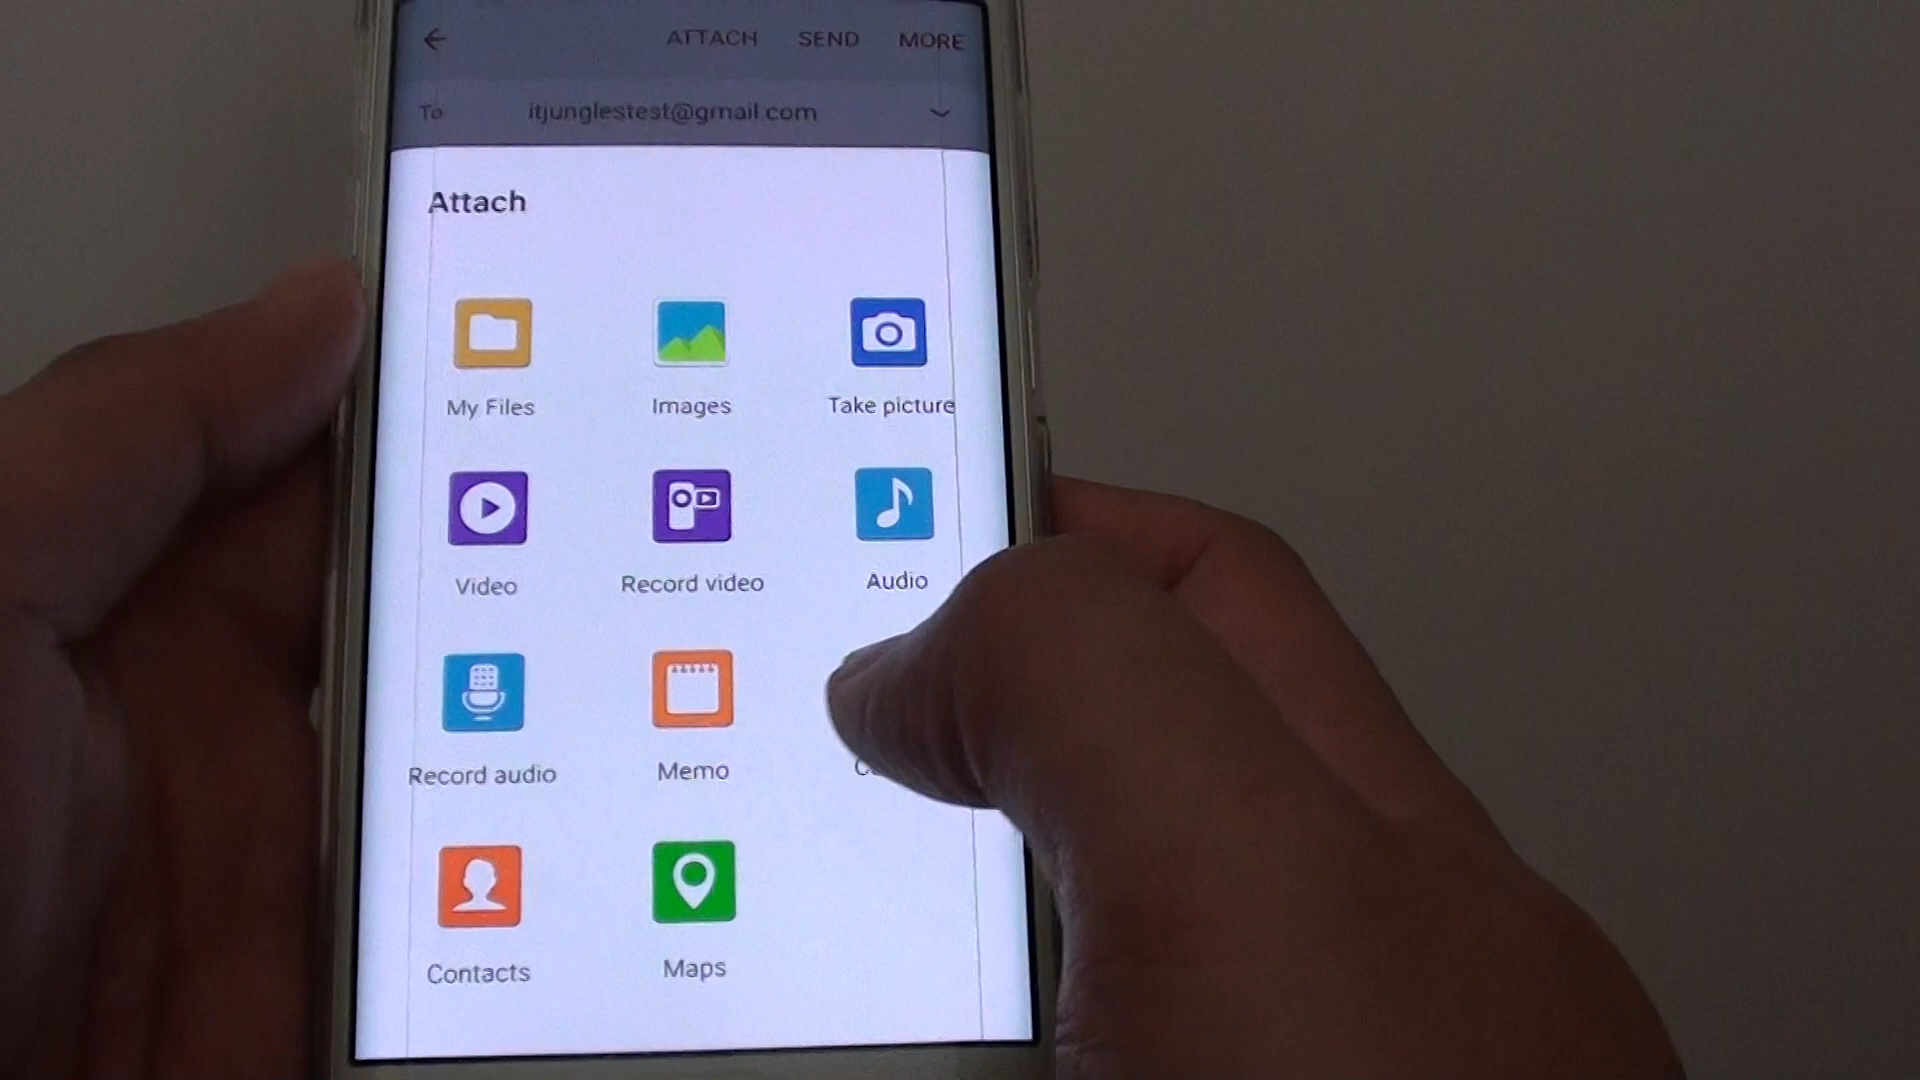 ATTACH SEND MORE
To itjunglestest@gmail.com
Attach
My Files Images Take picture
Video Record video Audio
Record audio Memo
Contacts Maps